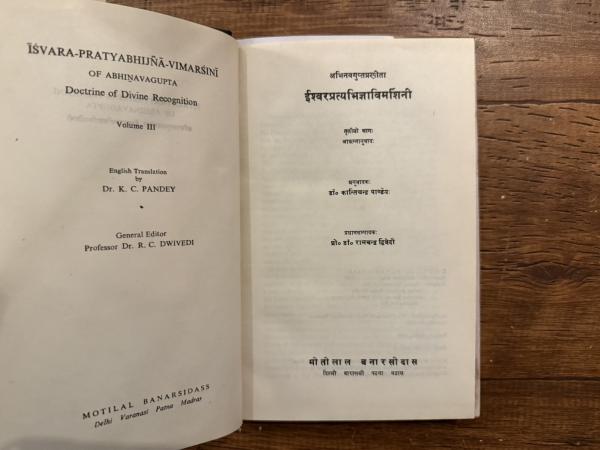 ĪŚVARA-PRATYABHIJÑĀ-VIMARŚINĪ
OF ABHINAVAGUPTA
Doctrine of Divine Recognition
Volume III
English Translation
by
Dr. K. C. PANDEY
General Editor
Professor Dr. R. C. DWIVEDI
MOTILAL BANARSIDASS
Delhi Varanasi Patna Madras
अभिनवगुप्तप्रणीता
ईश्वरप्रत्यभिज्ञाविमर्शिनी
तृतीयो भागः
आङ्ग्लानुवादः
अनुवादकः
डॉ० कान्तिचन्द्र पाण्डेयः
प्रधानसम्पादकः
प्रो० डॉ० रामचन्द्र द्विवेदी
मोतीलाल बनारसीदास
दिल्ली वाराणसी पटना मद्रास